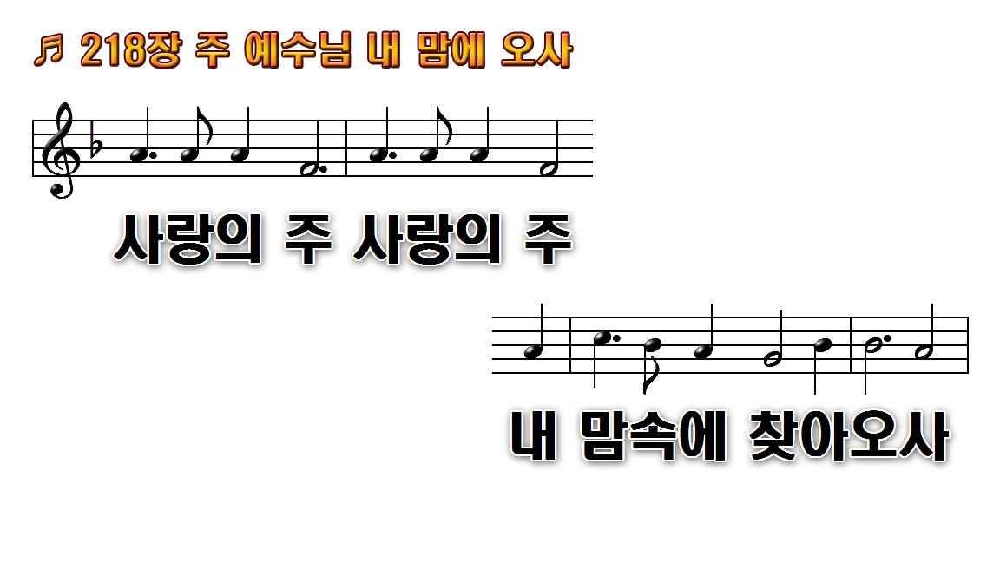 ♬ 218장 주 예수님 내 맘에 오사
사랑의 주 사랑의 주
내 맘속에 찾아오사